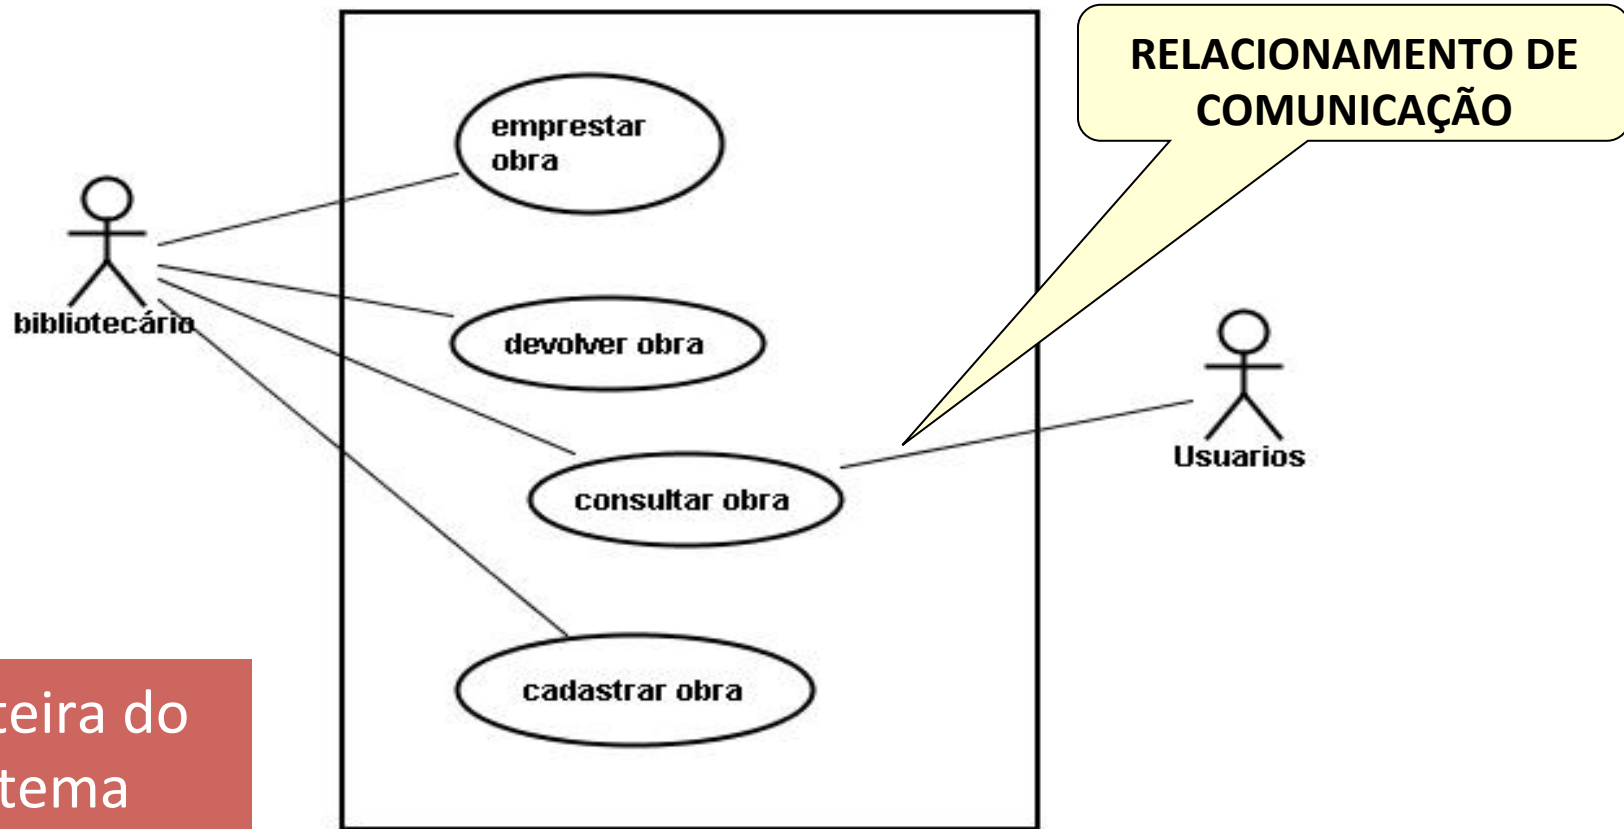 RELACIONAMENTO DE
COMUNICAÇÃO
emprestar
obra
bibliotecário
devolver obra
Usuarios
consultar obra
cadastrar obra
teira do
tema